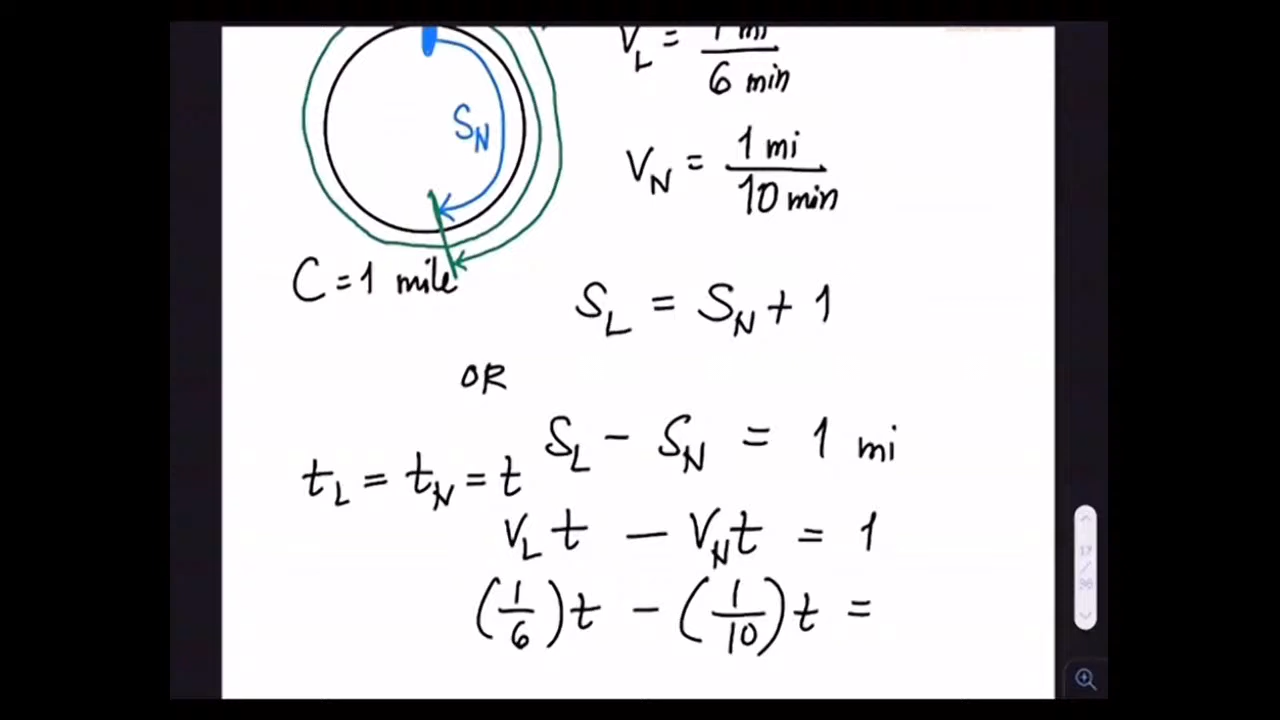 V_L = 1 mi / 6 min
S_N
V_N = 1 mi / 10 min
C = 1 mile
S_L = S_N + 1
OR
S_L - S_N = 1 mi
t_L = t_N = t
V_L t - V_N t = 1
(1/6)t - (1/10)t =
17
/